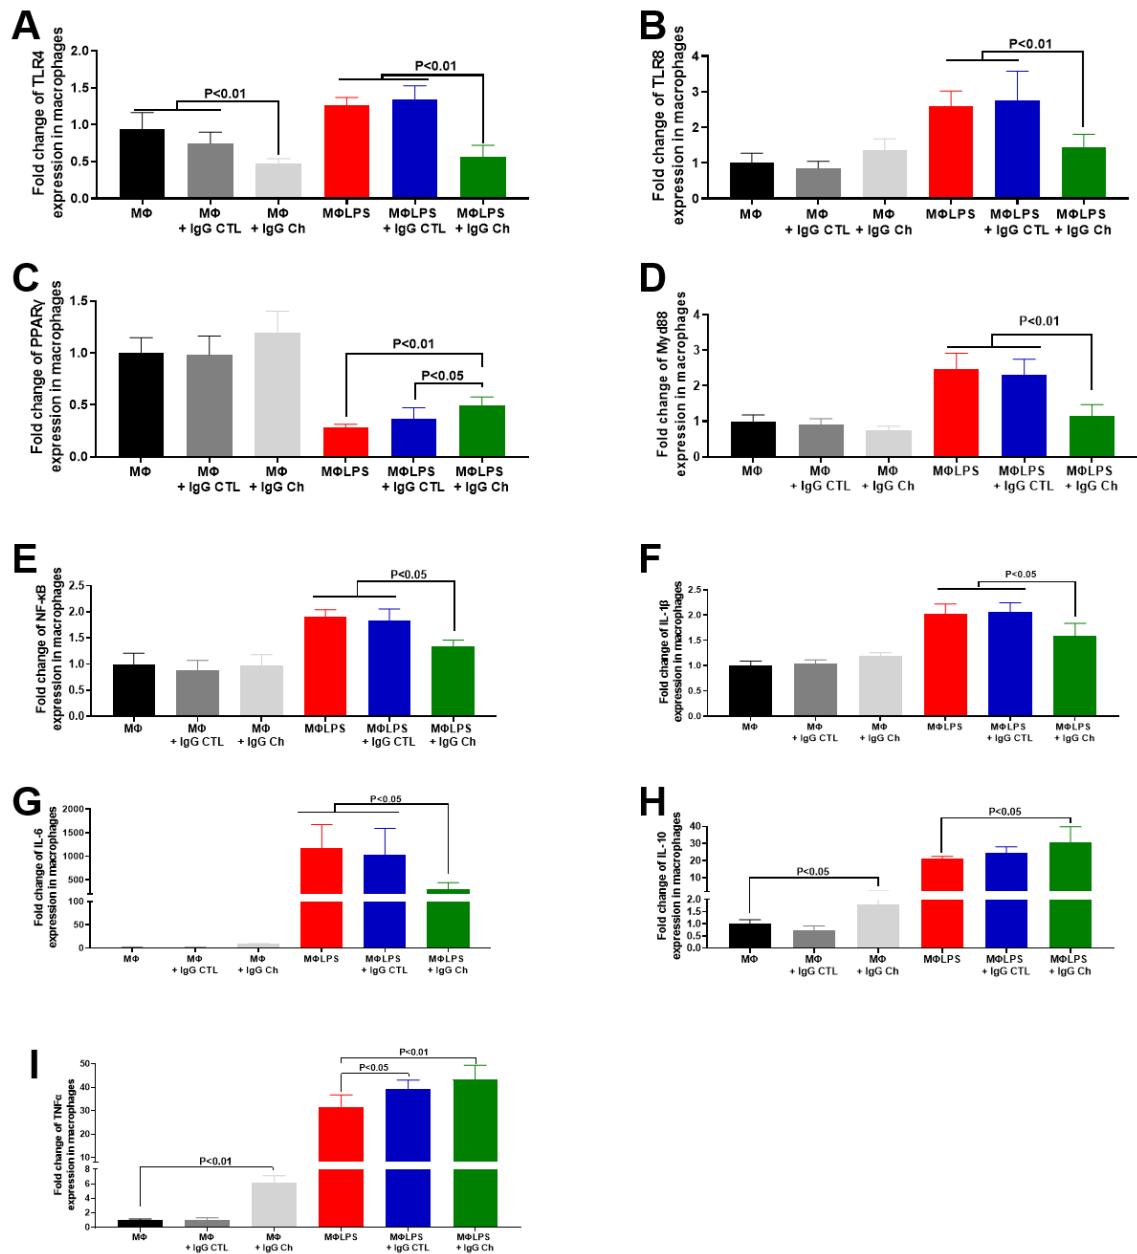 A
Fold change of TLR4
expression in macrophages
2.0
1.5
1.0
0.5
0.0
P<0.01
P<0.01
MΦ
MΦ
+ IgG CTL
MΦ
+ IgG Ch
MΦLPS
MΦLPS
+ IgG CTL
MΦLPS
+ IgG Ch
B
Fold change of TLR8
expression in macrophages
4
3
2
1
0
P<0.01
MΦ
MΦ
+ IgG CTL
MΦ
+ IgG Ch
MΦLPS
MΦLPS
+ IgG CTL
MΦLPS
+ IgG Ch
C
Fold change of PPARγ
expression in macrophages
1.5
1.0
0.5
0.0
P<0.01
P<0.05
MΦ
MΦ
+ IgG CTL
MΦ
+ IgG Ch
MΦLPS
MΦLPS
+ IgG CTL
MΦLPS
+ IgG Ch
D
Fold change of Myd88
expression in macrophages
4
3
2
1
0
P<0.01
MΦ
MΦ
+ IgG CTL
MΦ
+ IgG Ch
MΦLPS
MΦLPS
+ IgG CTL
MΦLPS
+ IgG Ch
E
Fold change of NF-κB
expression in macrophages
2.5
2.0
1.5
1.0
0.5
0.0
P<0.05
MΦ
MΦ
+ IgG CTL
MΦ
+ IgG Ch
MΦLPS
MΦLPS
+ IgG CTL
MΦLPS
+ IgG Ch
F
Fold change of IL-1β
expression in macrophages
2.5
2.0
1.5
1.0
0.5
0.0
P<0.05
MΦ
MΦ
+ IgG CTL
MΦ
+ IgG Ch
MΦLPS
MΦLPS
+ IgG CTL
MΦLPS
+ IgG Ch
G
Fold change of IL-6
expression in macrophages
2000
1500
1000
500
100
50
0
P<0.05
MΦ
MΦ
+ IgG CTL
MΦ
+ IgG Ch
MΦLPS
MΦLPS
+ IgG CTL
MΦLPS
+ IgG Ch
H
Fold change of IL-10
expression in macrophages
40
30
20
10
2.0
1.5
1.0
0.5
0.0
P<0.05
P<0.05
MΦ
MΦ
+ IgG CTL
MΦ
+ IgG Ch
MΦLPS
MΦLPS
+ IgG CTL
MΦLPS
+ IgG Ch
I
Fold change of TNFα
expression in macrophages
50
40
30
20
10
8
6
4
2
0
P<0.01
P<0.05
P<0.01
MΦ
MΦ
+ IgG CTL
MΦ
+ IgG Ch
MΦLPS
MΦLPS
+ IgG CTL
MΦLPS
+ IgG Ch